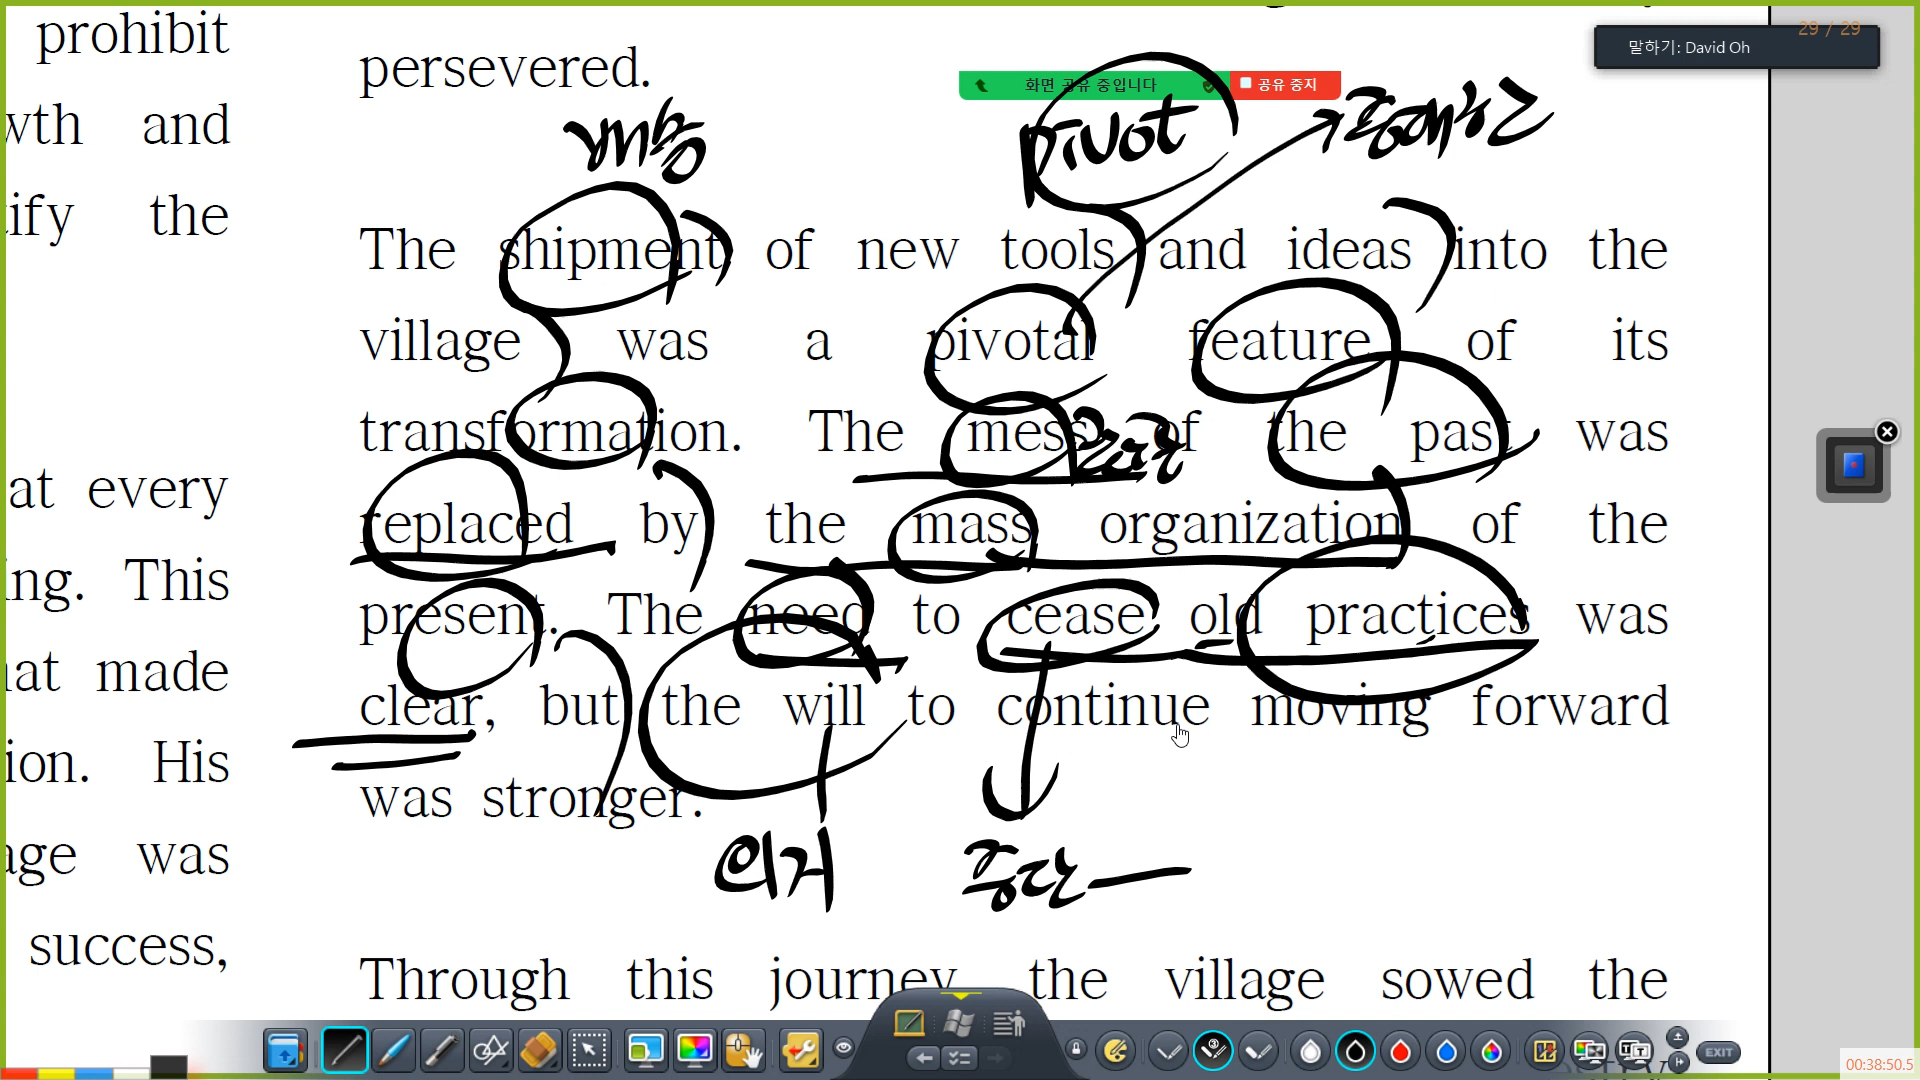 prohibit
wth and
ify the
at every
ing. This
at made
ion. His
age was
success,
persevered.
배송
pivot
중대한
The shipment of new tools and ideas into the
village was a pivotal feature of its
transformation. The mess of the past was
replaced by the mass organization of the
present. The need to cease old practices was
clear, but the will to continue moving forward
was stronger.
의지
중단
Through this journey, the village sowed the
화면 공유 중입니다
공유 중지
말하기: David Oh
29 / 29
EXIT
00:38:50.5